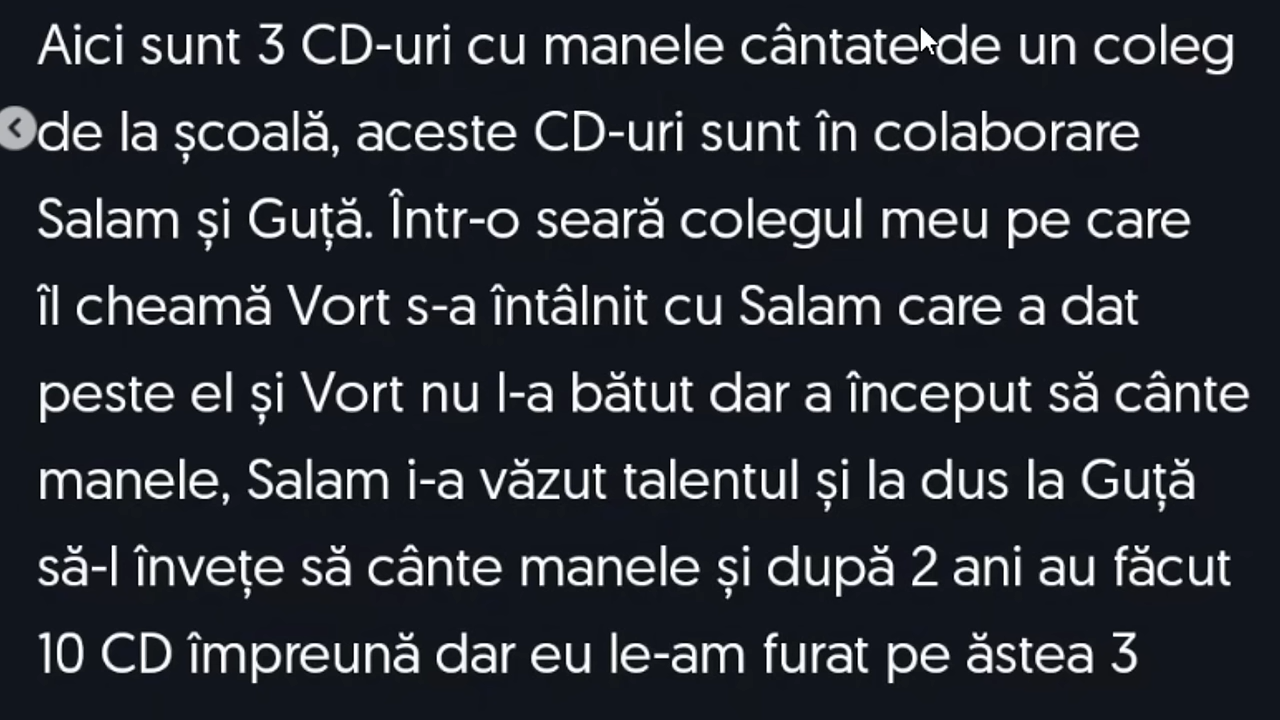 Aici sunt 3 CD-uri cu manele cântate de un coleg
de la școală, aceste CD-uri sunt în colaborare
Salam și Guță. Într-o seară colegul meu pe care
îl cheamă Vort s-a întâlnit cu Salam care a dat
peste el și Vort nu l-a bătut dar a început să cânte
manele, Salam i-a văzut talentul și la dus la Guță
să-l învețe să cânte manele și după 2 ani au făcut
10 CD împreună dar eu le-am furat pe ăstea 3